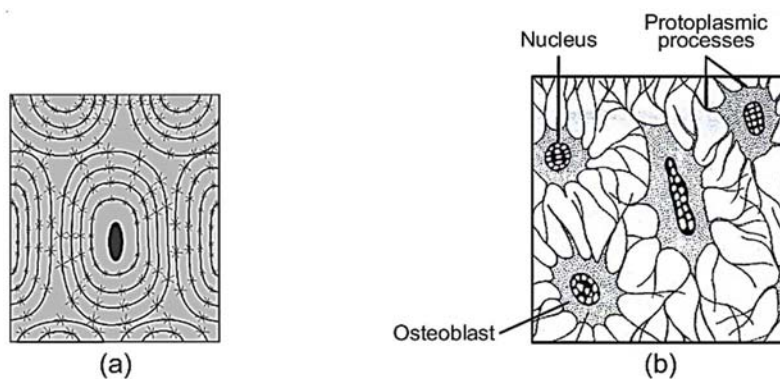 Nucleus
Protoplasmic
processes
Osteoblast
(a)
(b)